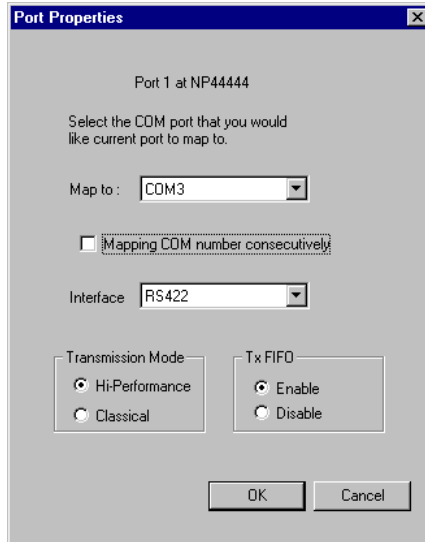 Port Properties
Port 1 at NP44444
Select the COM port that you would
like current port to map to.
Map to : COM3
Mapping COM number consecutively
Interface RS422
Transmission Mode
Hi-Performance
Classical
Tx FIFO
Enable
Disable
OK Cancel